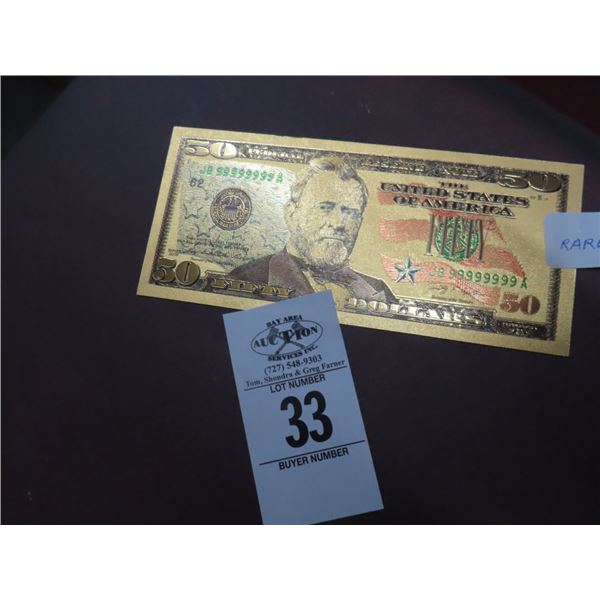 50
JB 99999999 A
B2
THE
UNITED STATES
OF AMERICA
50
JB 99999999 A
50
FIFTY
DOLLARS
50
RARE
BAY AREA
AUCTION
SERVICES INC.
(727) 548-9303
Tom, Shondra & Greg Farner
LOT NUMBER
33
BUYER NUMBER